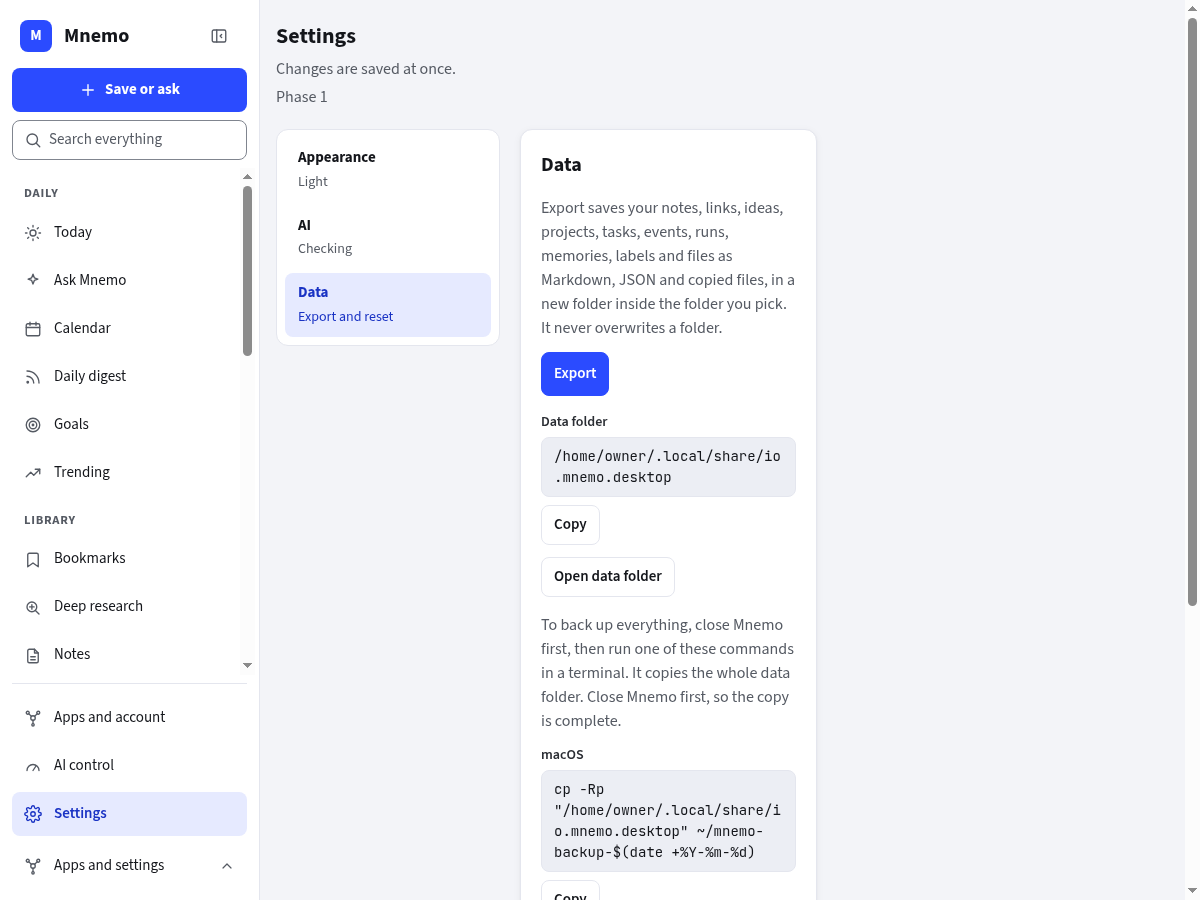 M
Mnemo
Save or ask
Search everything
DAILY
Today
Ask Mnemo
Calendar
Daily digest
Goals
Trending
LIBRARY
Bookmarks
Deep research
Notes
Apps and account
AI control
Settings
Apps and settings
Settings
Changes are saved at once.
Phase 1
Appearance
Light
AI
Checking
Data
Export and reset
Data
Export saves your notes, links, ideas,
projects, tasks, events, runs,
memories, labels and files as
Markdown, JSON and copied files, in a
new folder inside the folder you pick.
It never overwrites a folder.
Export
Data folder
/home/owner/.local/share/io
.mnemo.desktop
Copy
Open data folder
To back up everything, close Mnemo
first, then run one of these commands
in a terminal. It copies the whole data
folder. Close Mnemo first, so the copy
is complete.
macOS
cp -Rp
"/home/owner/.local/share/i
o.mnemo.desktop" ~/mnemo-
backup-$(date +%Y-%m-%d)
Copy